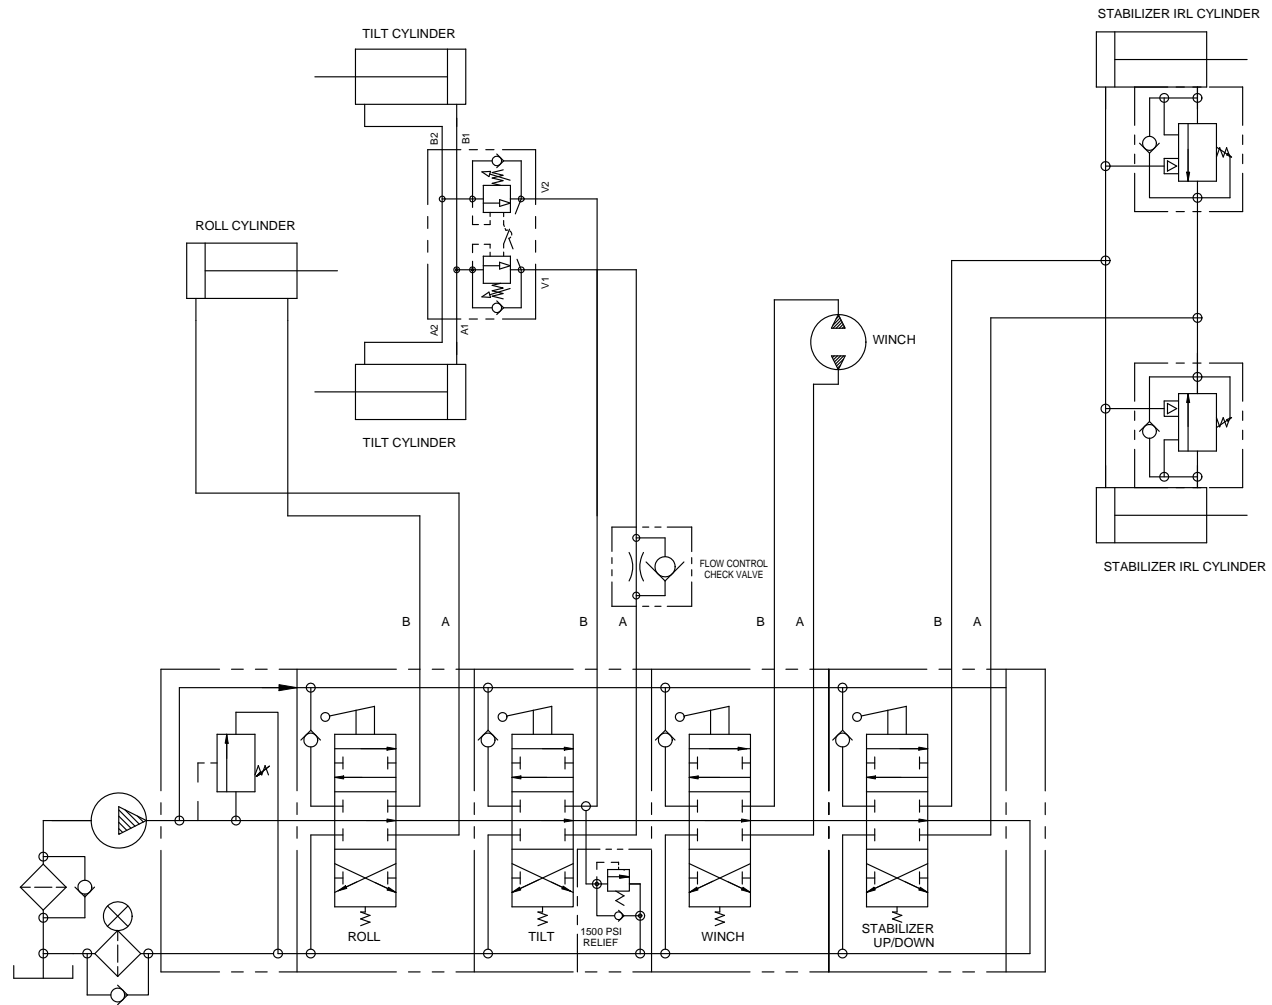 STABILIZER IRL CYLINDER
TILT CYLINDER
B2
B1
V2
ROLL CYLINDER
V1
A2
A1
WINCH
TILT CYLINDER
FLOW CONTROL
CHECK VALVE
STABILIZER IRL CYLINDER
B
A
B
A
B
A
B
A
ROLL
TILT
1500 PSI
RELIEF
WINCH
STABILIZER
UP/DOWN